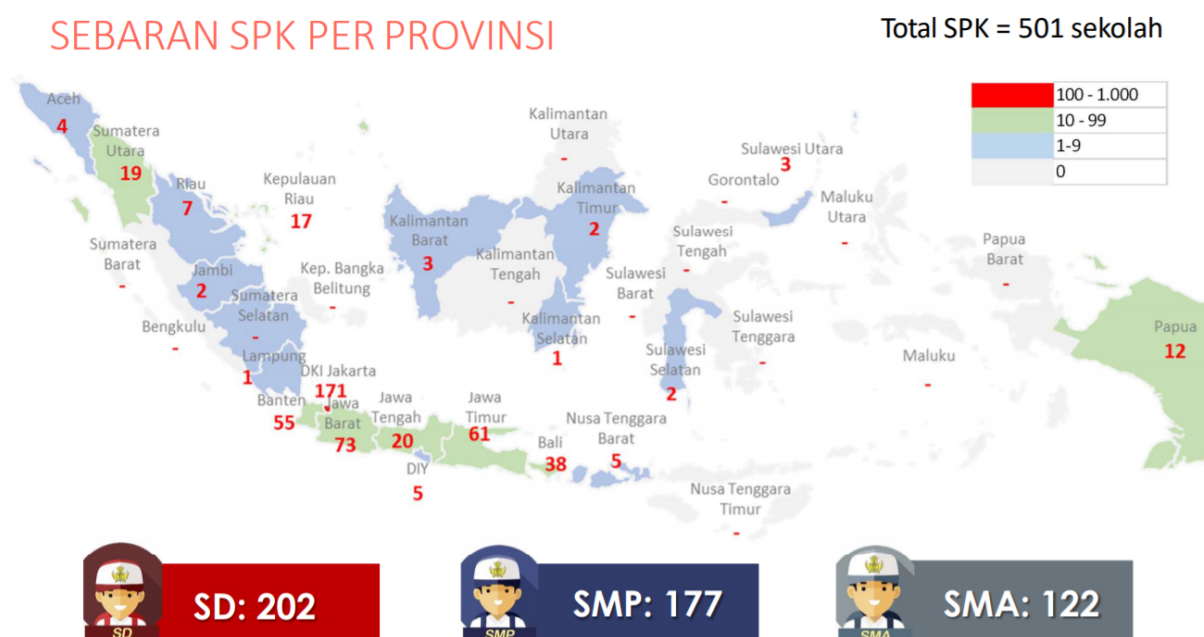 SEBARAN SPK PER PROVINSI
Total SPK = 501 sekolah
100 - 1.000
10 - 99
1-9
0
Aceh
4
Sumatera
Utara
19
Riau
7
Kepulauan
Riau
17
Sumatera
Barat
-
Jambi
2
Sumatera
Selatan
-
Kep. Bangka
Belitung
-
Bengkulu
-
Lampung
1
DKI Jakarta
171
Banten
55
Jawa
Barat
73
Jawa
Tengah
20
DIY
5
Jawa
Timur
61
Bali
38
Nusa Tenggara
Barat
5
Nusa Tenggara
Timur
-
Kalimantan
Utara
-
Kalimantan
Timur
2
Kalimantan
Barat
3
Kalimantan
Tengah
-
Kalimantan
Selatan
1
Sulawesi Utara
3
Gorontalo
-
Sulawesi
Tengah
-
Sulawesi
Barat
-
Sulawesi
Selatan
2
Sulawesi
Tenggara
-
Maluku
Utara
-
Maluku
-
Papua
Barat
-
Papua
12
SD
SD: 202
SMP
SMP: 177
SMA
SMA: 122